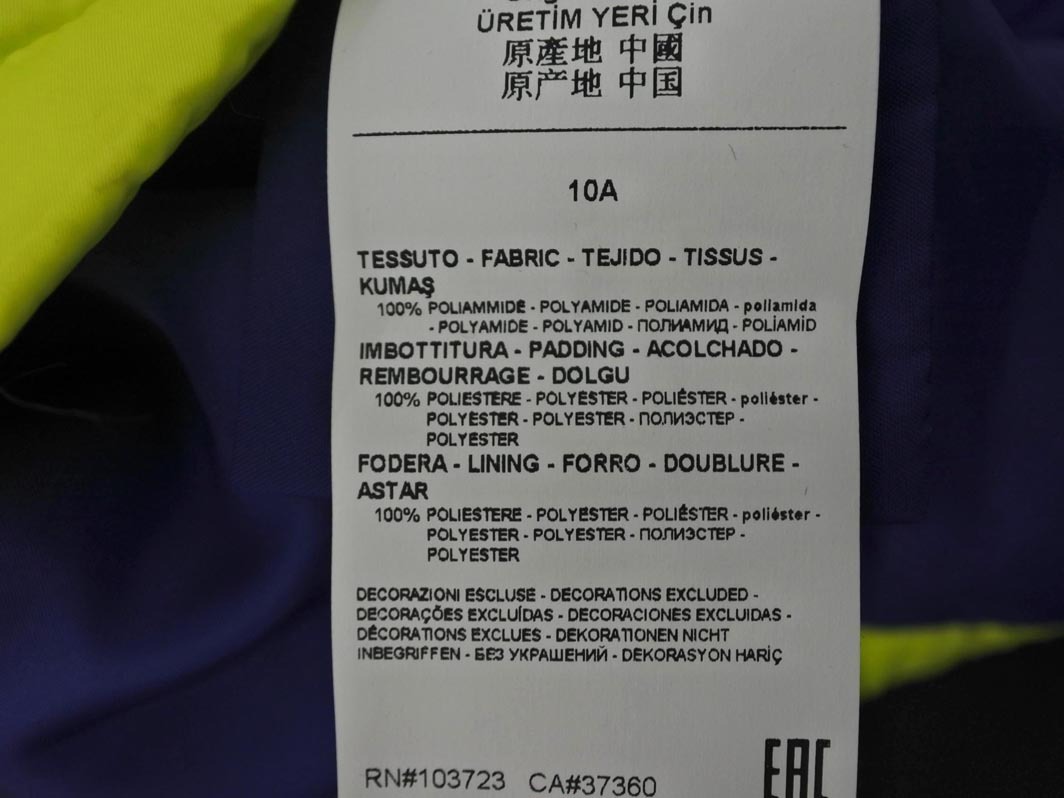 ÜRETİM YERİ Çin
原產地 中國
原产地 中国
10A
TESSUTO - FABRIC - TEJIDO - TISSUS -
KUMAŞ
100% POLIAMMIDE - POLYAMIDE - POLIAMIDA - poliamida
- POLYAMIDE - POLYAMID - ПОЛИАМИД - POLİAMİD
IMBOTTITURA - PADDING - ACOLCHADO -
REMBOURRAGE - DOLGU
100% POLIESTERE - POLYESTER - POLIÉSTER - poliéster -
POLYESTER - POLYESTER - ПОЛИЭСТЕР -
POLYESTER
FODERA - LINING - FORRO - DOUBLURE -
ASTAR
100% POLIESTERE - POLYESTER - POLIÉSTER - poliéster -
POLYESTER - POLYESTER - ПОЛИЭСТЕР -
POLYESTER
DECORAZIONI ESCLUSE - DECORATIONS EXCLUDED -
DECORAÇÕES EXCLUÍDAS - DECORACIONES EXCLUIDAS -
DÉCORATIONS EXCLUES - DEKORATIONEN NICHT
INBEGRIFFEN - БЕЗ УКРАШЕНИЙ - DEKORASYON HARİÇ
RN#103723 CA#37360
EAC